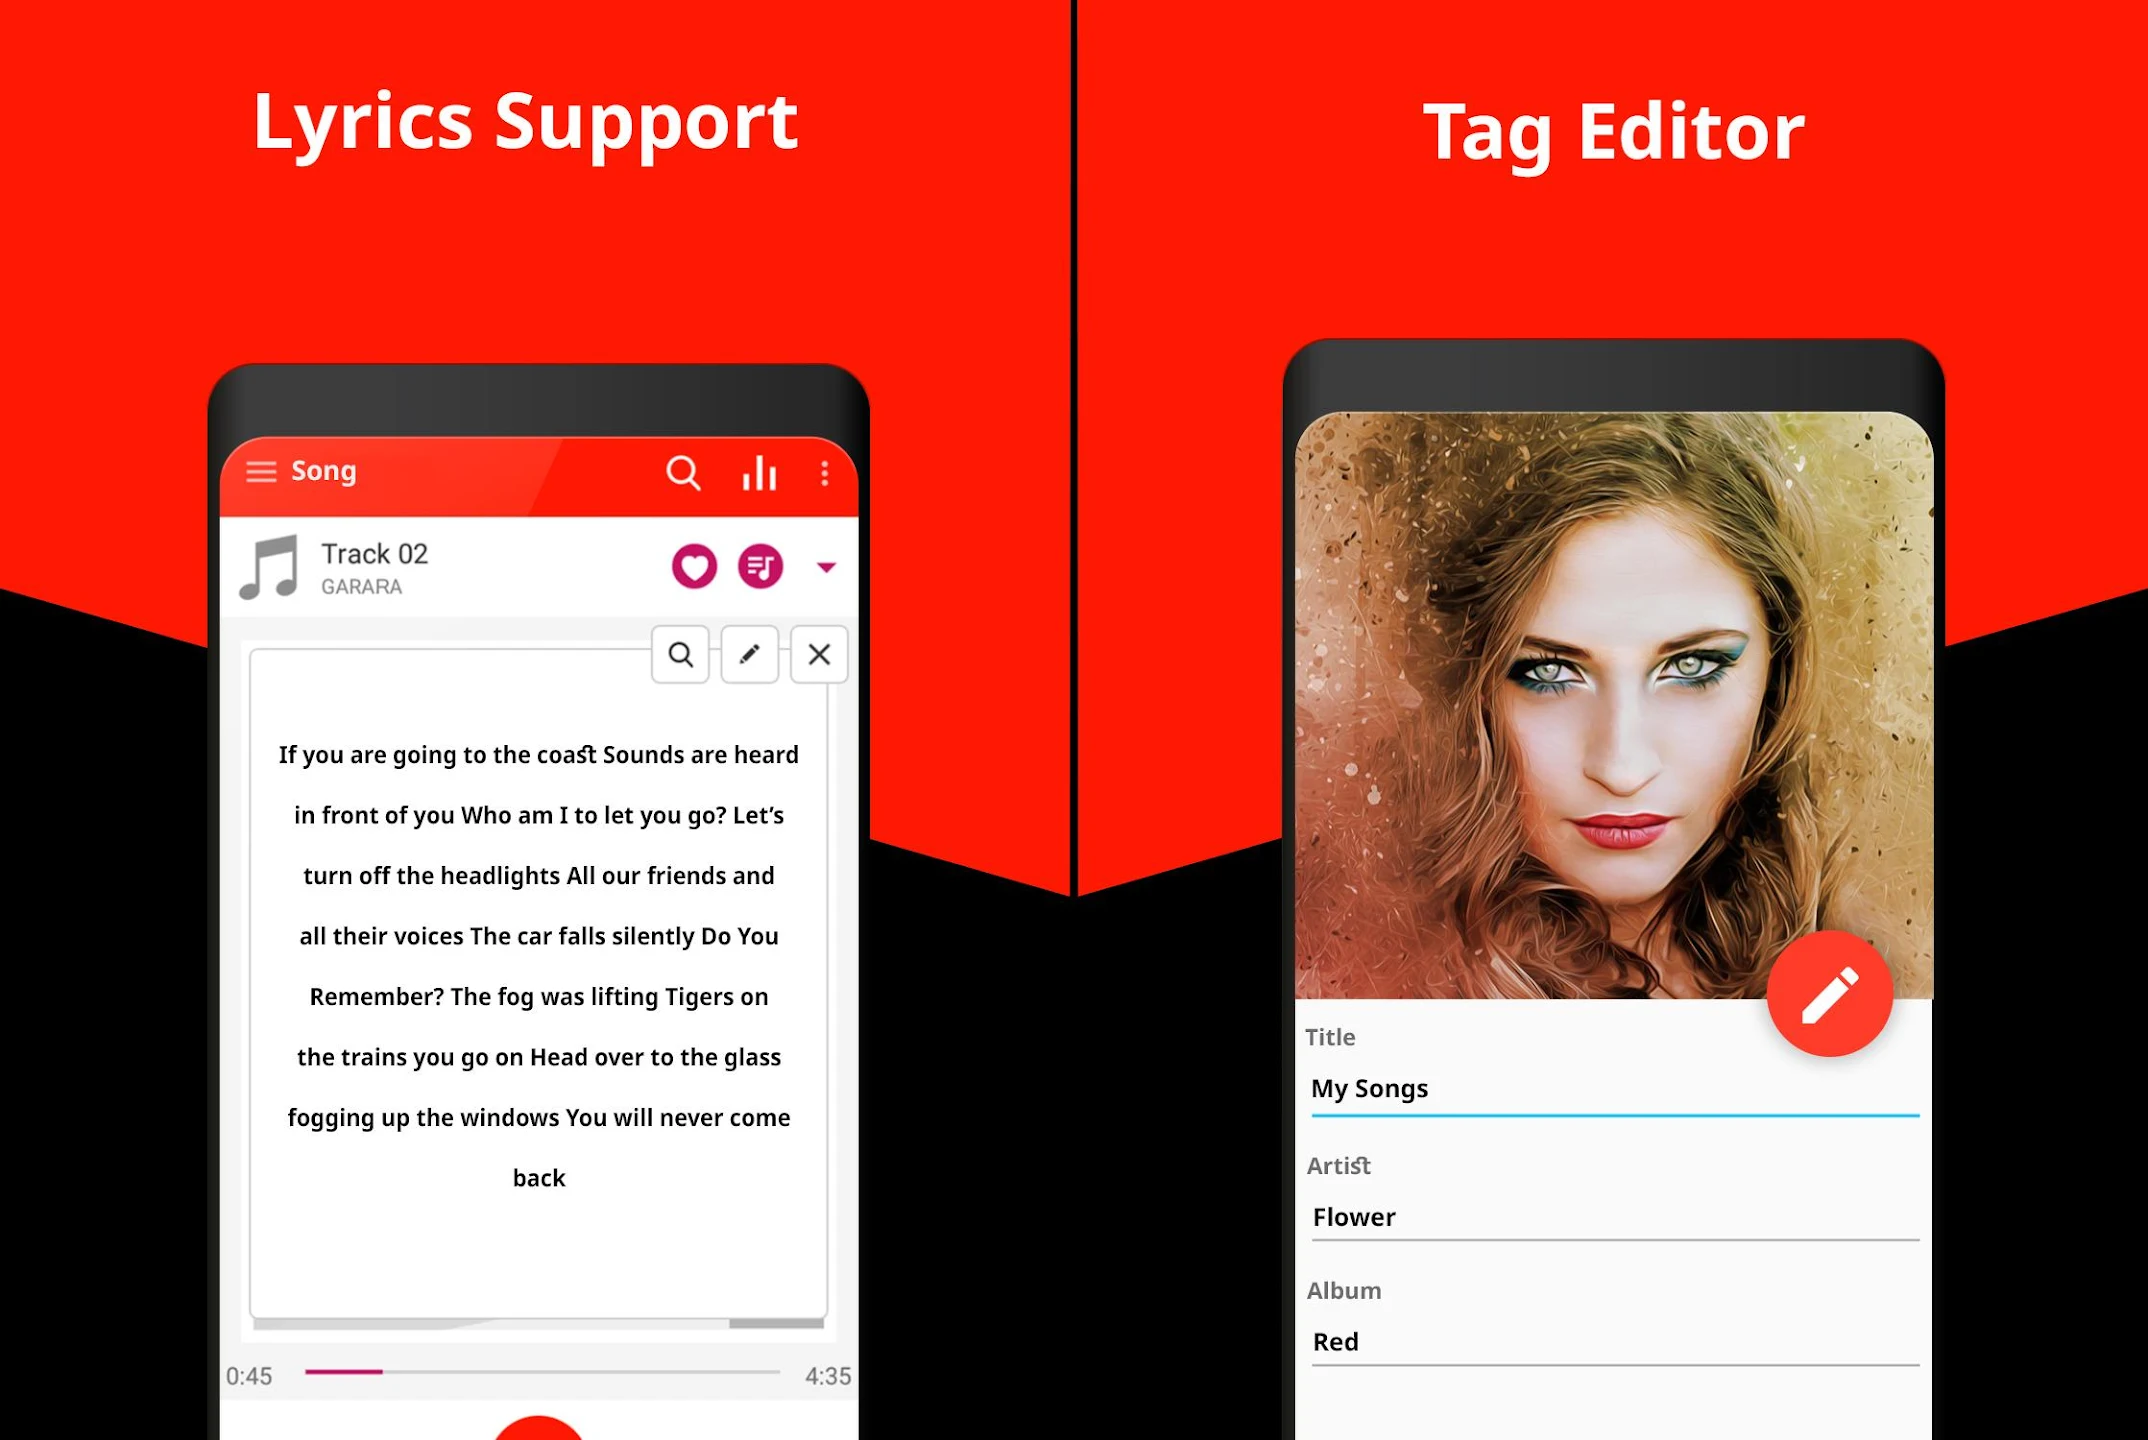 Lyrics Support
Song
Track 02
GARARA
If you are going to the coast Sounds are heard
in front of you Who am I to let you go? Let’s
turn off the headlights All our friends and
all their voices The car falls silently Do You
Remember? The fog was lifting Tigers on
the trains you go on Head over to the glass
fogging up the windows You will never come
back
0:45
4:35
Tag Editor
Title
My Songs
Artist
Flower
Album
Red